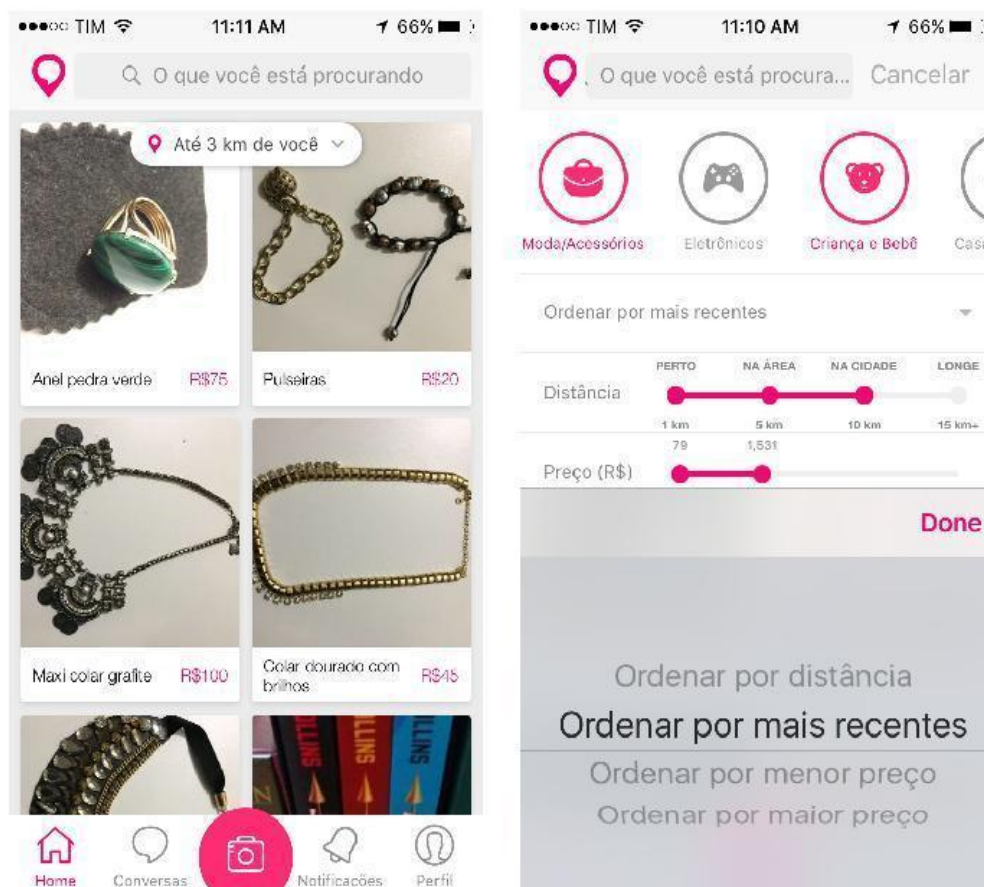 TIM 11:11 AM 66%
O que você está procurando
Até 3 km de você
Anel pedra verde R$75
Pulseiras R$20
Maxi colar grafite R$100
Colar dourado com
brilhos R$45
OLLINS
LLINS
LLINS
Home Conversas Notificações Perfil
TIM 11:10 AM 66%
O que você está procura... Cancelar
Moda/Acessórios Eletrônicos Criança e Bebê Cas
Ordenar por mais recentes
PERTO NA ÁREA NA CIDADE LONGE
Distância
1 km 5 km 10 km 15 km+
79 1,531
Preço (R$)
Done
Ordenar por distância
Ordenar por mais recentes
Ordenar por menor preço
Ordenar por maior preço